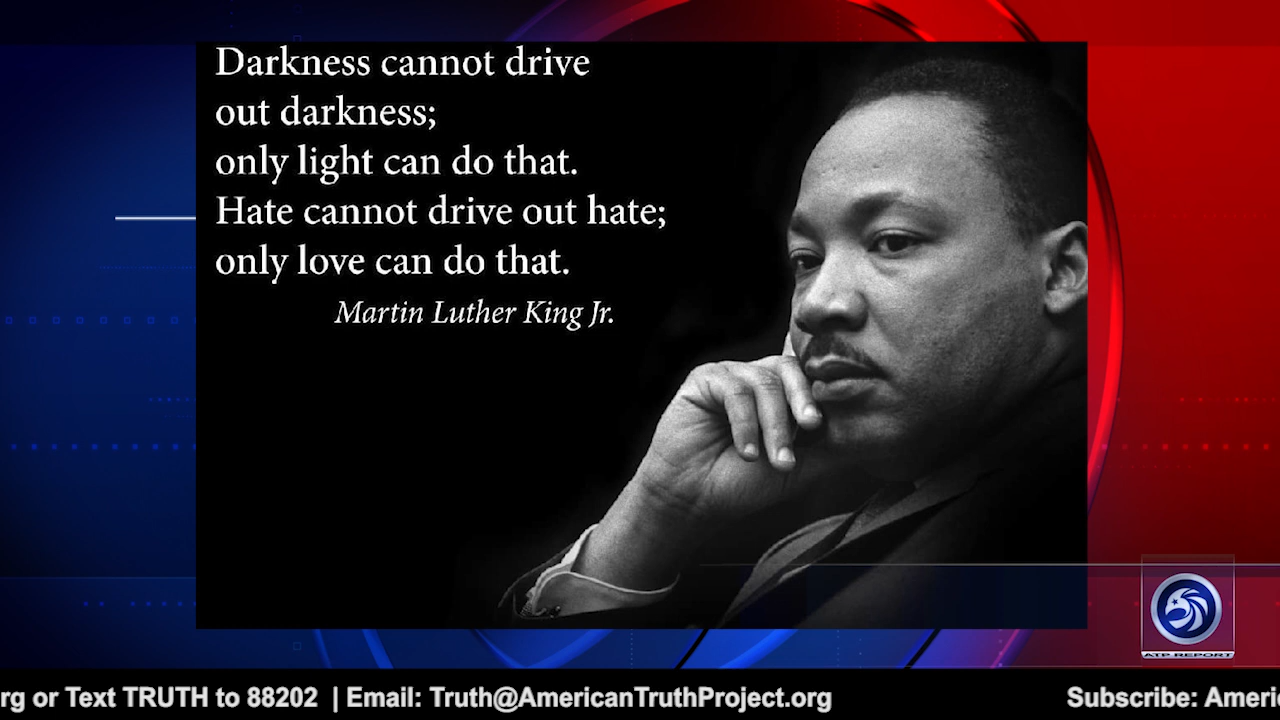 Darkness cannot drive
out darkness;
only light can do that.
Hate cannot drive out hate;
only love can do that.
Martin Luther King Jr.
ATP REPORT
rg or Text TRUTH to 88202 | Email: Truth@AmericanTruthProject.org
Subscribe: Ameri